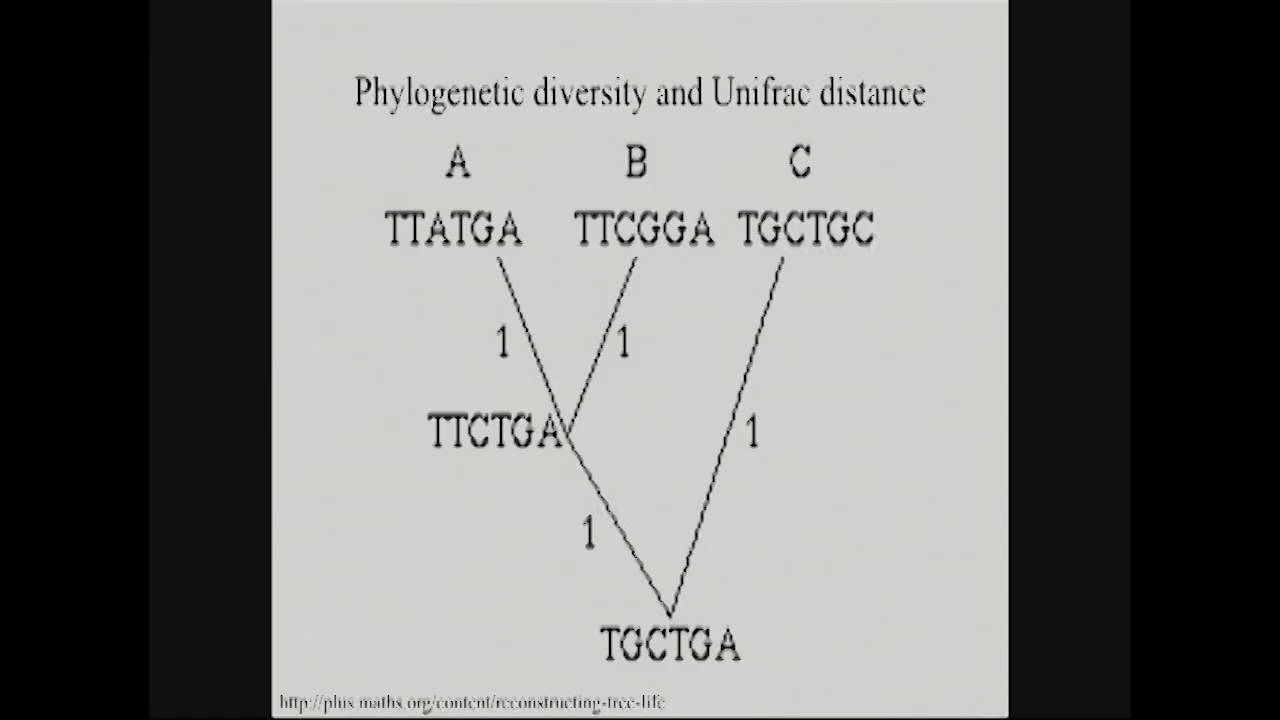 Phylogenetic diversity and Unifrac distance
A B C
TTATGA TTCGGA TGCTGC
1 1
TTCTGA 1
1
TGCTGA
http://plus.maths.org/content/reconstructing-tree-life